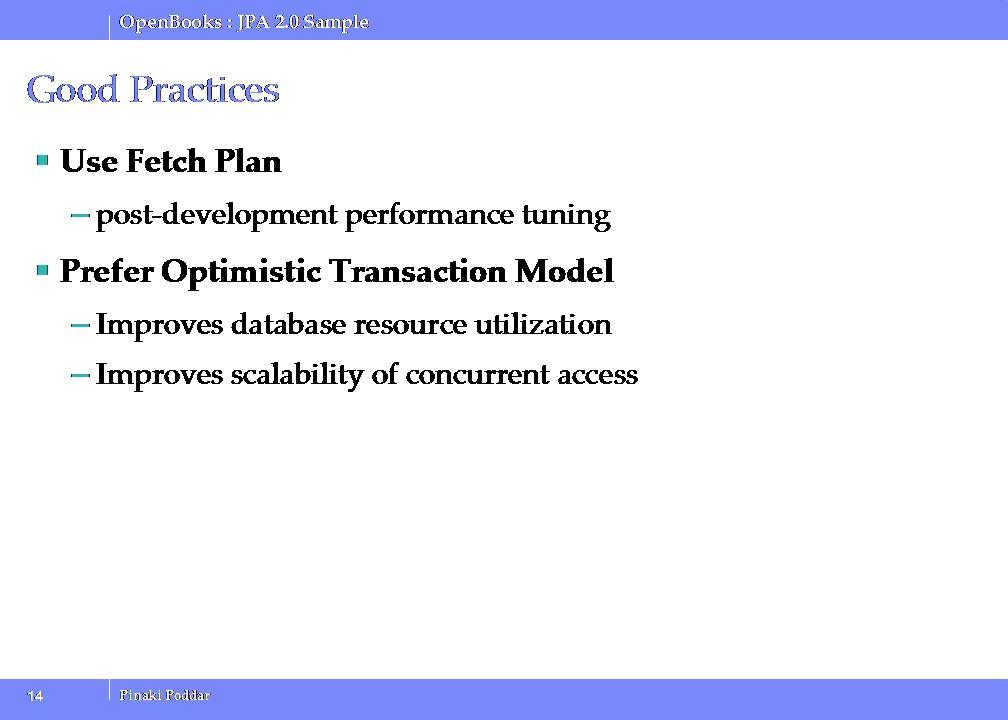 OpenBooks : JPA 2.0 Sample
Good Practices
Use Fetch Plan
– post-development performance tuning
Prefer Optimistic Transaction Model
– Improves database resource utilization
– Improves scalability of concurrent access
14
Pinaki Poddar